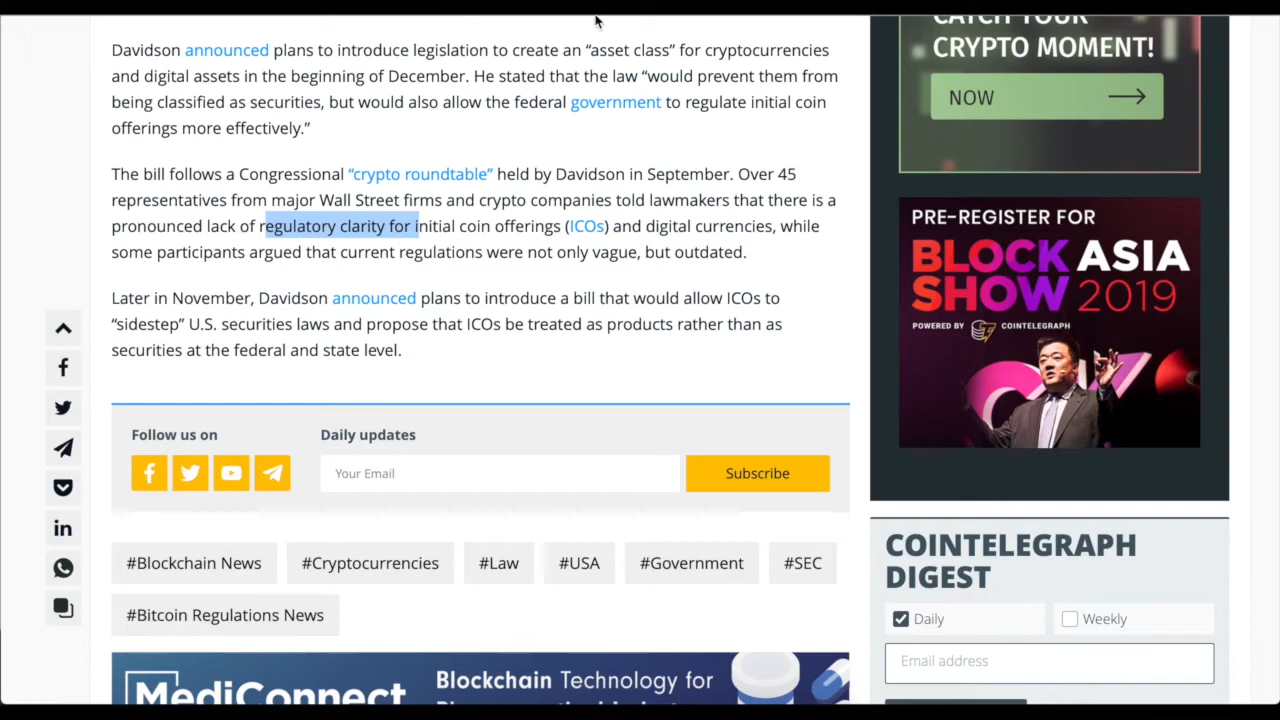 Davidson announced plans to introduce legislation to create an “asset class” for cryptocurrencies
and digital assets in the beginning of December. He stated that the law “would prevent them from
being classified as securities, but would also allow the federal government to regulate initial coin
offerings more effectively.”
The bill follows a Congressional “crypto roundtable” held by Davidson in September. Over 45
representatives from major Wall Street firms and crypto companies told lawmakers that there is a
pronounced lack of regulatory clarity for initial coin offerings (ICOs) and digital currencies, while
some participants argued that current regulations were not only vague, but outdated.
Later in November, Davidson announced plans to introduce a bill that would allow ICOs to
“sidestep” U.S. securities laws and propose that ICOs be treated as products rather than as
securities at the federal and state level.
Follow us on
Daily updates
Your Email
Subscribe
#Blockchain News
#Cryptocurrencies
#Law
#USA
#Government
#SEC
#Bitcoin Regulations News
MediConnect
Blockchain Technology for
CATCH YOUR
CRYPTO MOMENT!
NOW
PRE-REGISTER FOR
BLOCK ASIA
SHOW 2019
POWERED BY COINTELEGRAPH
COINTELEGRAPH
DIGEST
Daily
Weekly
Email address